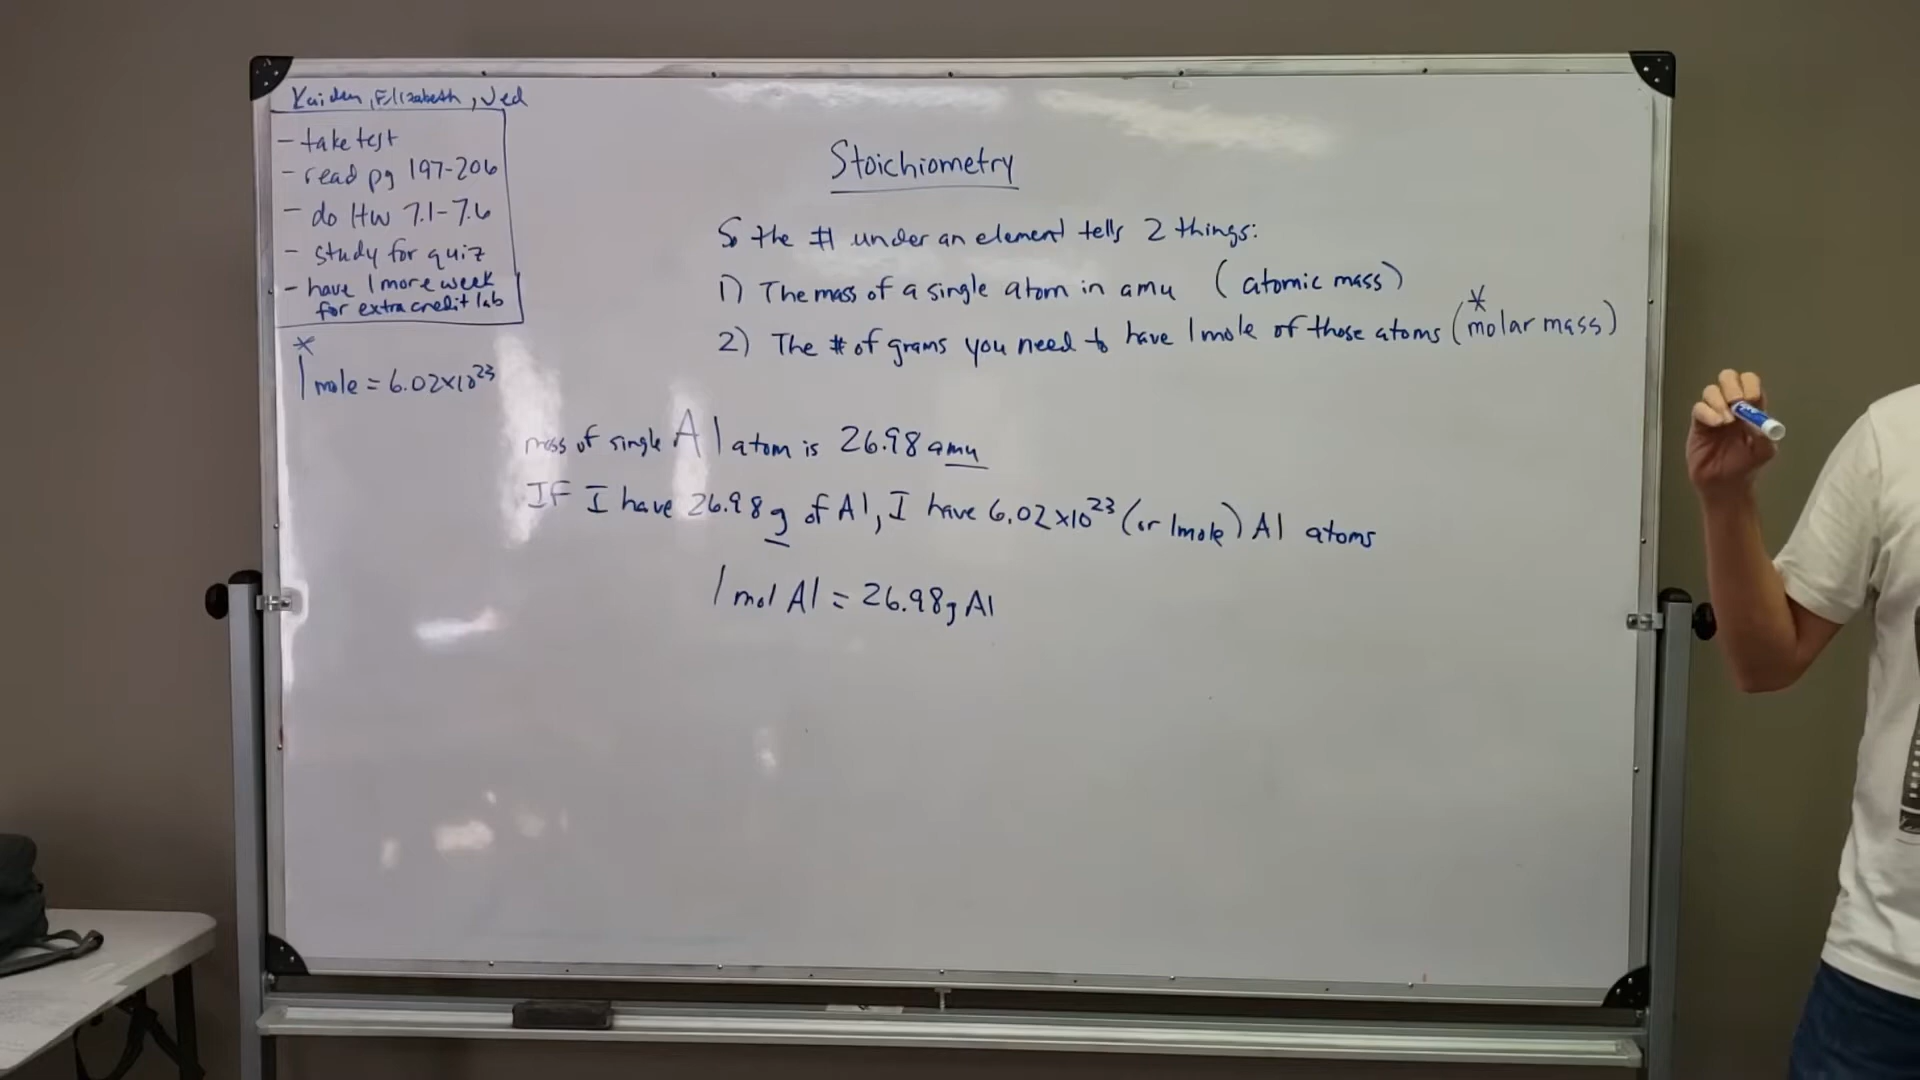 Kaiden, Elizabeth, Jed
- take test
- read pg 197-206
- do HW 7.1-7.6
- study for quiz
- have 1 more week
for extra credit lab
*
1 mole = 6.02x10²³
Stoichiometry
So the # under an element tells 2 things:
1) The mass of a single atom in amu (atomic mass)
*
2) The # of grams you need to have 1 mole of those atoms (molar mass)
mass of single Al atom is 26.98 amu
IF I have 26.98 g of Al, I have 6.02x10²³ (or 1 mole) Al atoms
1 mol Al = 26.98g Al